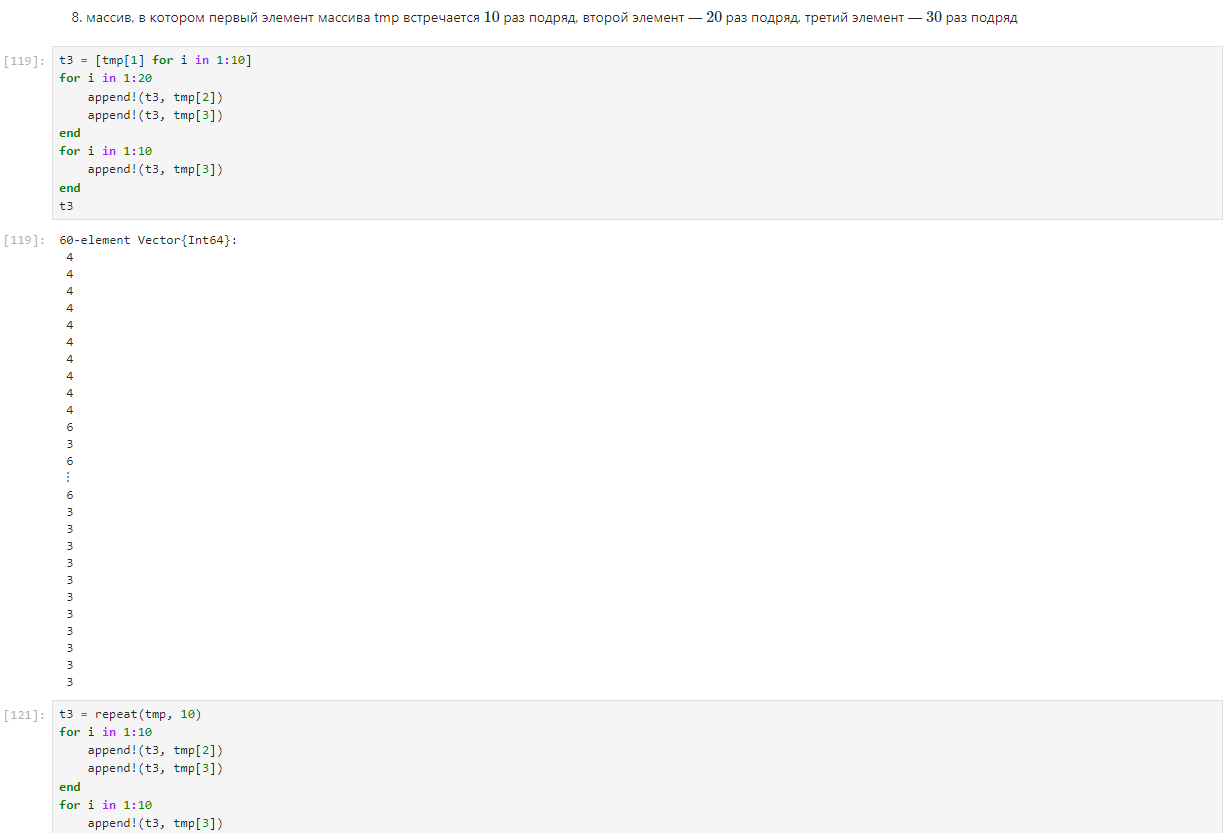 8. массив, в котором первый элемент массива tmp встречается 10 раз подряд, второй элемент — 20 раз подряд, третий элемент — 30 раз подряд
[119]: t3 = [tmp[1] for i in 1:10]
for i in 1:20
    append!(t3, tmp[2])
    append!(t3, tmp[3])
end
for i in 1:10
    append!(t3, tmp[3])
end
t3
[119]: 60-element Vector{Int64}:
4
4
4
4
4
4
4
4
4
4
6
3
6
⋮
6
3
3
3
3
3
3
3
3
3
3
3
[121]: t3 = repeat(tmp, 10)
for i in 1:10
    append!(t3, tmp[2])
    append!(t3, tmp[3])
end
for i in 1:10
    append!(t3, tmp[3])